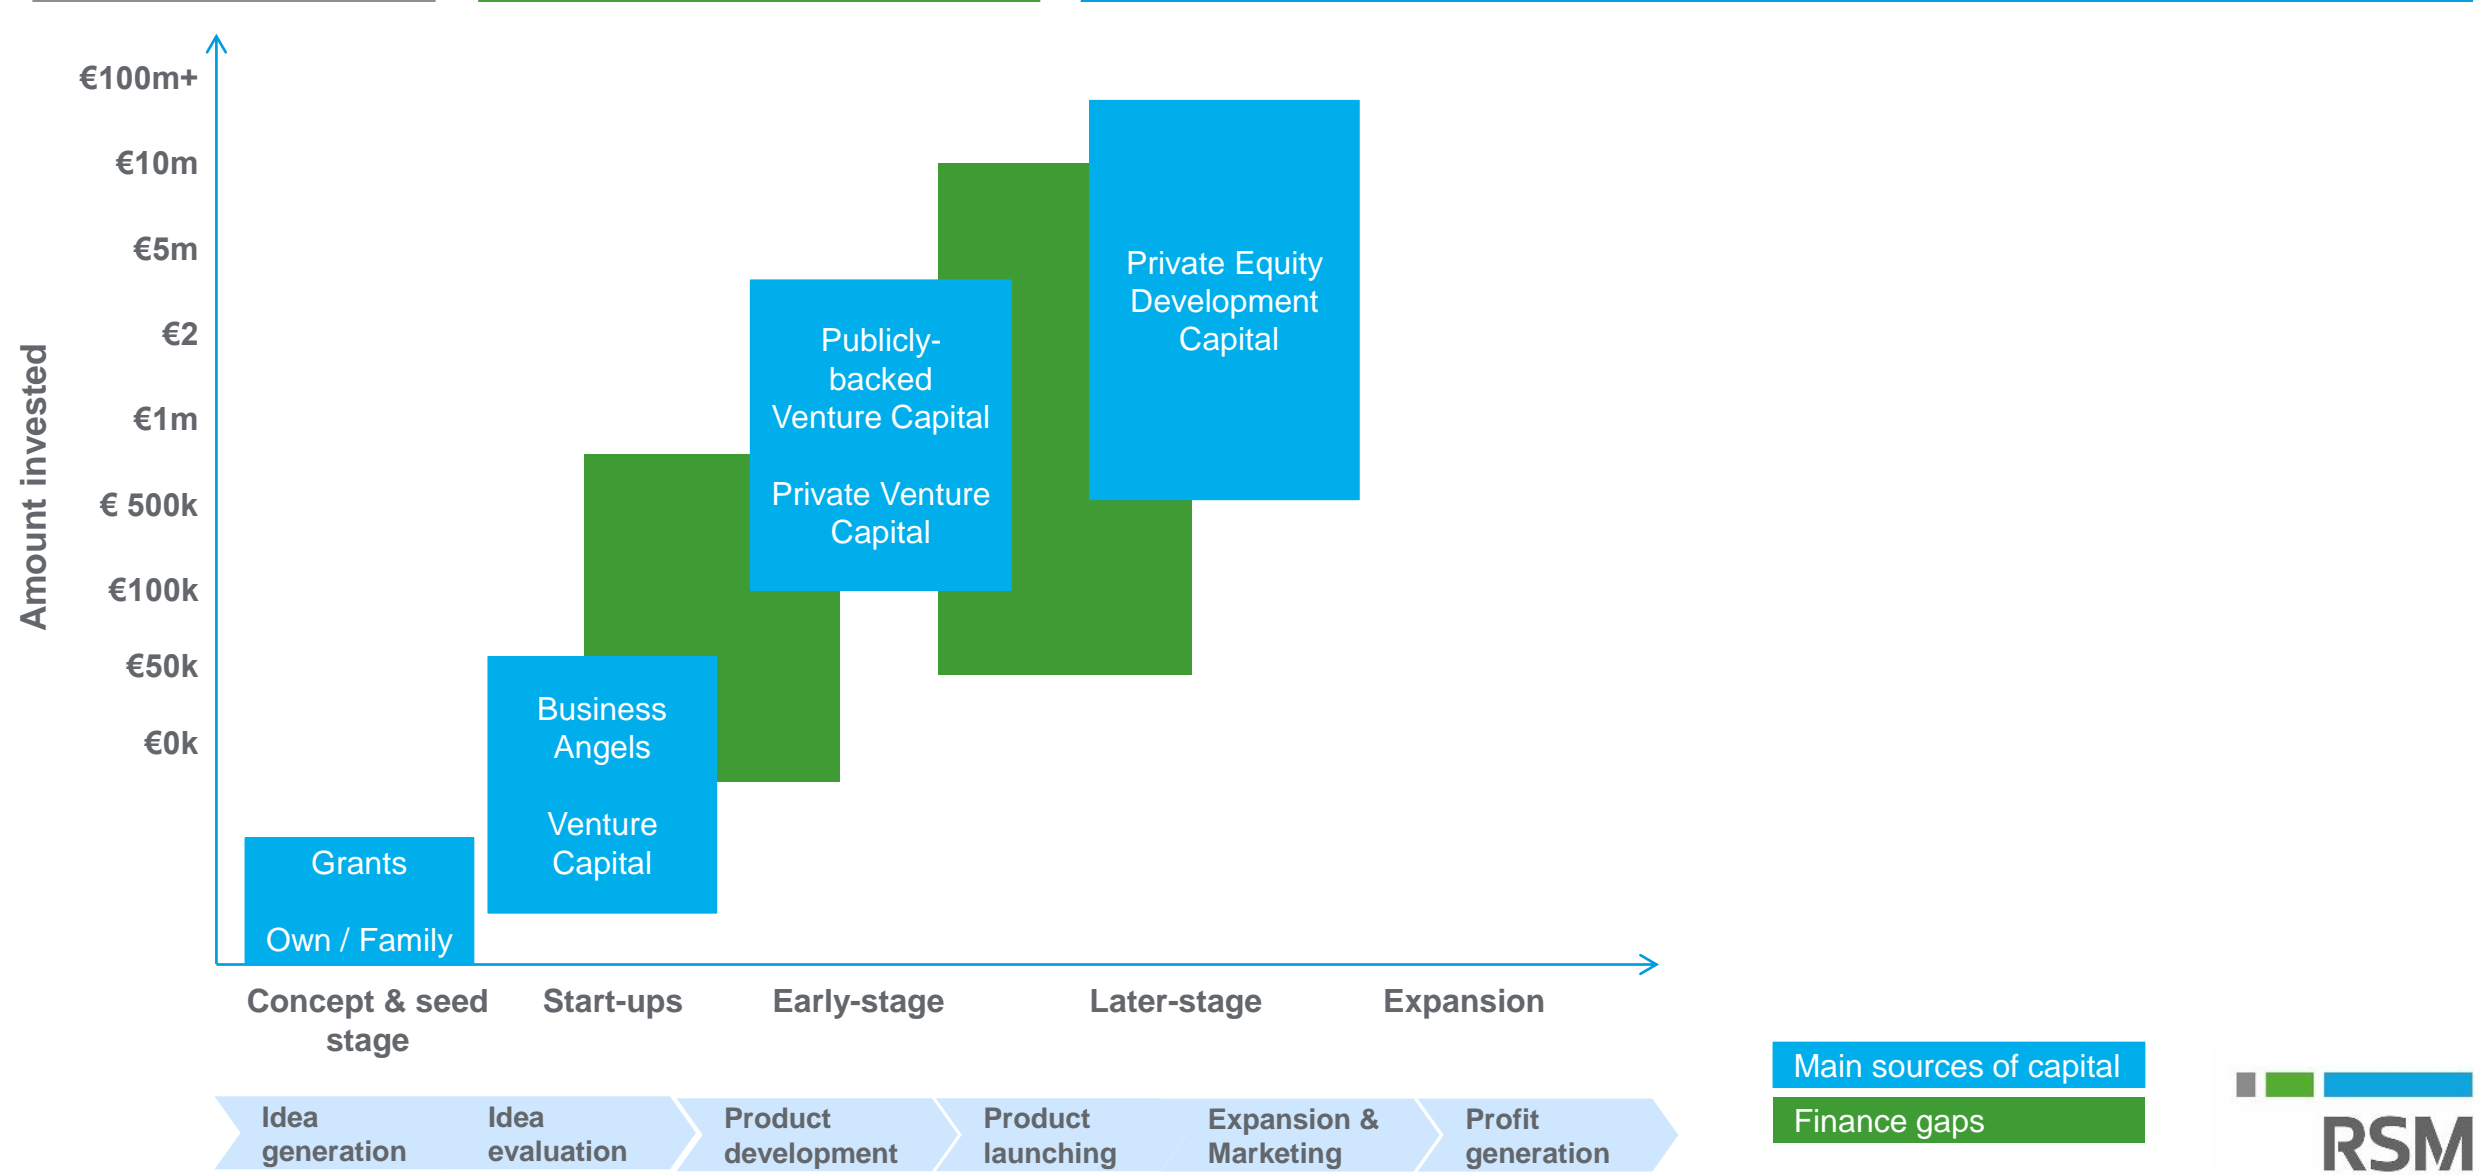 €100m+
€10m
€5m
€2
€1m
€ 500k
€100k
€50k
€0k
Amount invested
Private Equity
Development
Capital
Publicly-
backed
Venture Capital
Private Venture
Capital
Business
Angels
Venture
Capital
Grants
Own / Family
Concept & seed
stage
Start-ups
Early-stage
Later-stage
Expansion
Idea
generation
Idea
evaluation
Product
development
Product
launching
Expansion &
Marketing
Profit
generation
Main sources of capital
Finance gaps
RSM